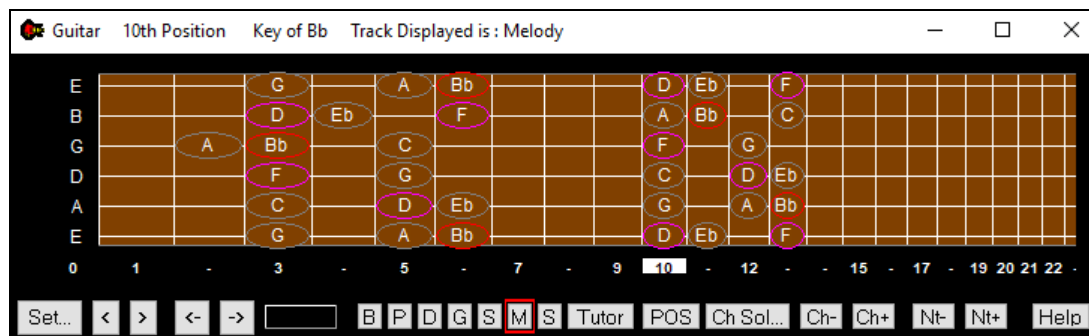 Guitar 10th Position Key of Bb Track Displayed is : Melody
E G A Bb D Eb F
B D Eb F A Bb C
G A Bb C F G
D F G C D Eb
A C D Eb G A Bb
E G A Bb D Eb F
0 1 - 3 - 5 - 7 - 9 10 - 12 - - 15 - 17 - 19 20 21 22 -
Set... < > <- -> B P D G S M S Tutor POS Ch Sol... Ch- Ch+ Nt- Nt+ Help